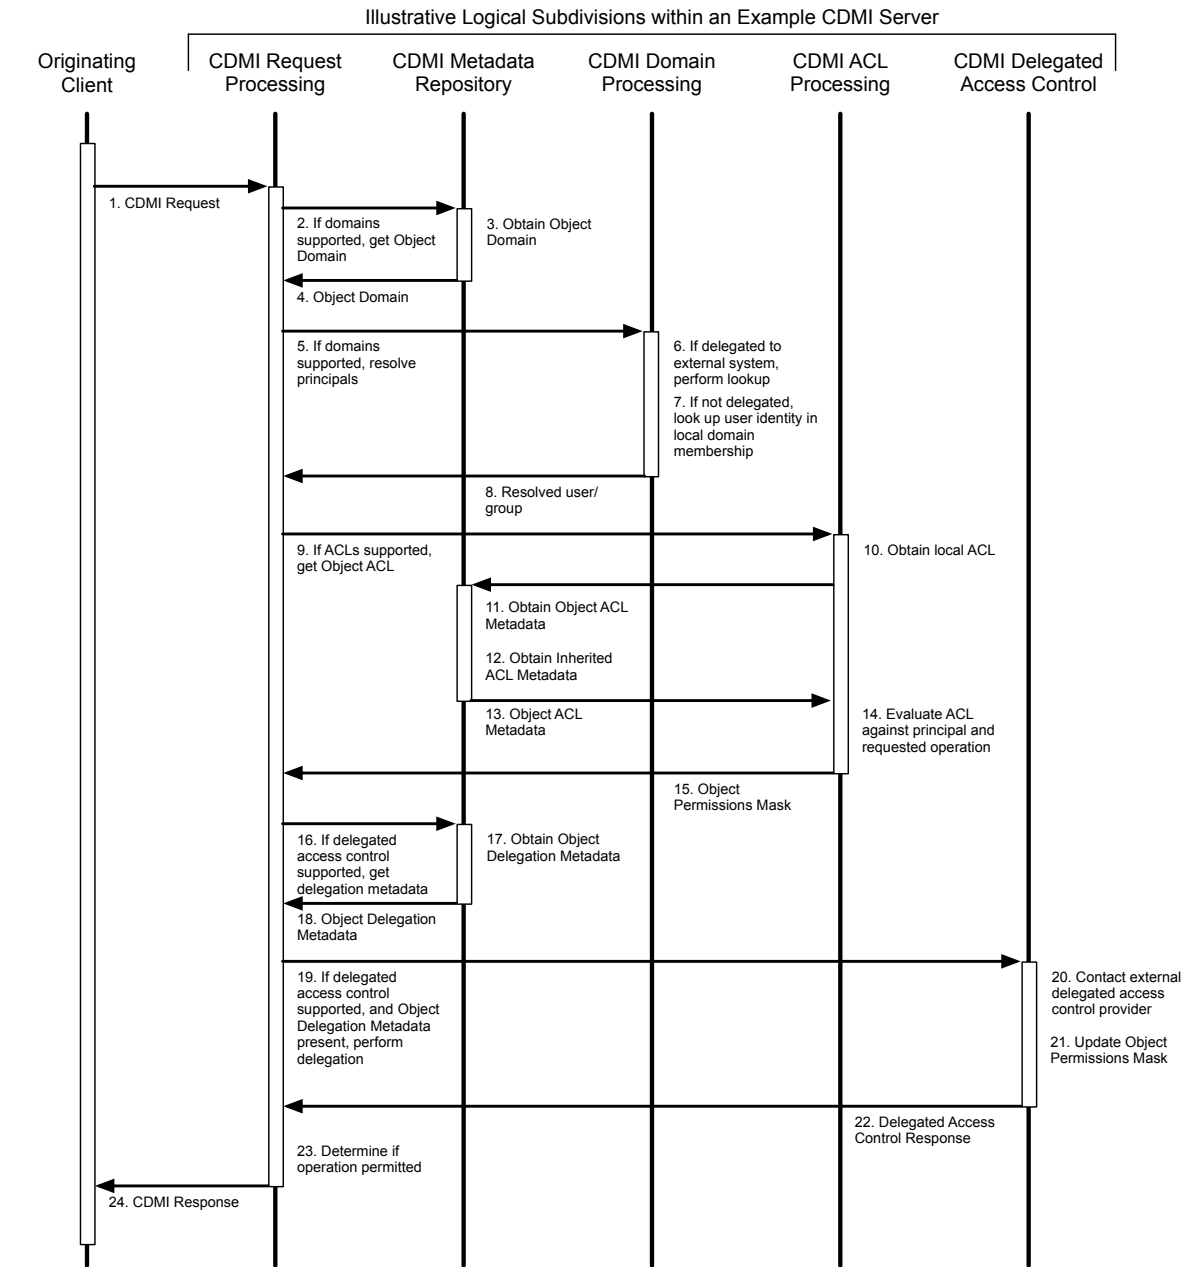 Illustrative Logical Subdivisions within an Example CDMI Server
Originating
Client
CDMI Request
Processing
CDMI Metadata
Repository
CDMI Domain
Processing
CDMI ACL
Processing
CDMI Delegated
Access Control
1. CDMI Request
2. If domains
supported, get Object
Domain
3. Obtain Object
Domain
4. Object Domain
5. If domains
supported, resolve
principals
6. If delegated to
external system,
perform lookup
7. If not delegated,
look up user identity in
local domain
membership
8. Resolved user/
group
9. If ACLs supported,
get Object ACL
10. Obtain local ACL
11. Obtain Object ACL
Metadata
12. Obtain Inherited
ACL Metadata
13. Object ACL
Metadata
14. Evaluate ACL
against principal and
requested operation
15. Object
Permissions Mask
16. If delegated
access control
supported, get
delegation metadata
17. Obtain Object
Delegation Metadata
18. Object Delegation
Metadata
19. If delegated
access control
supported, and Object
Delegation Metadata
present, perform
delegation
20. Contact external
delegated access
control provider
21. Update Object
Permissions Mask
22. Delegated Access
Control Response
23. Determine if
operation permitted
24. CDMI Response